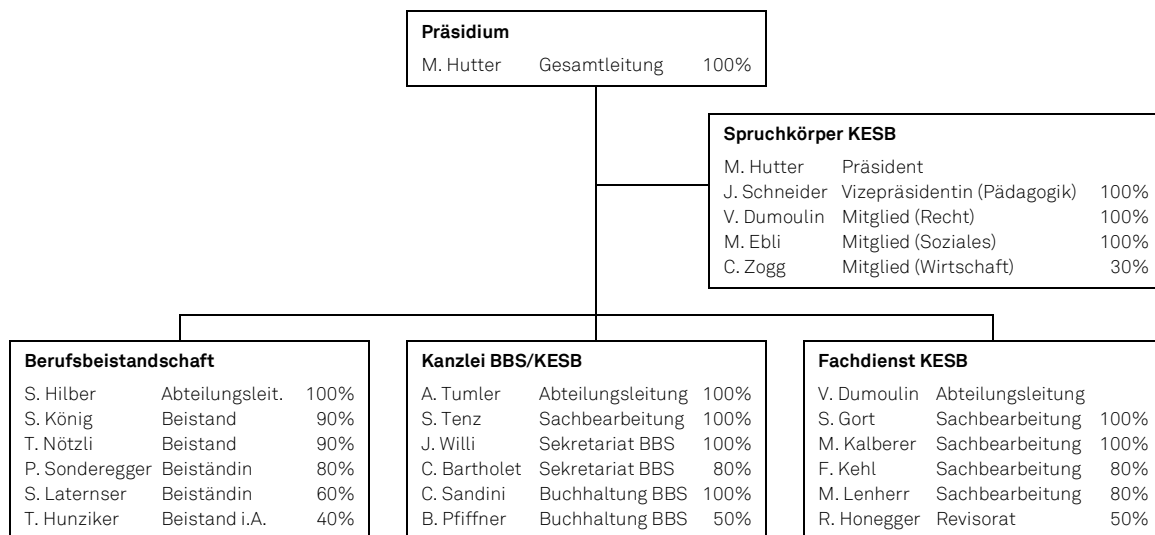 Präsidium
M. Hutter Gesamtleitung 100%
Spruchkörper KESB
M. Hutter Präsident
J. Schneider Vizepräsidentin (Pädagogik) 100%
V. Dumoulin Mitglied (Recht) 100%
M. Ebli Mitglied (Soziales) 100%
C. Zogg Mitglied (Wirtschaft) 30%
Berufsbeistandschaft
S. Hilber Abteilungsleit. 100%
S. König Beistand 90%
T. Nötzli Beistand 90%
P. Sonderegger Beiständin 80%
S. Laternser Beiständin 60%
T. Hunziker Beistand i.A. 40%
Kanzlei BBS/KESB
A. Tumler Abteilungsleitung 100%
S. Tenz Sachbearbeitung 100%
J. Willi Sekretariat BBS 100%
C. Bartholet Sekretariat BBS 80%
C. Sandini Buchhaltung BBS 100%
B. Pfiffner Buchhaltung BBS 50%
Fachdienst KESB
V. Dumoulin Abteilungsleitung
S. Gort Sachbearbeitung 100%
M. Kalberer Sachbearbeitung 100%
F. Kehl Sachbearbeitung 80%
M. Lenherr Sachbearbeitung 80%
R. Honegger Revisorat 50%